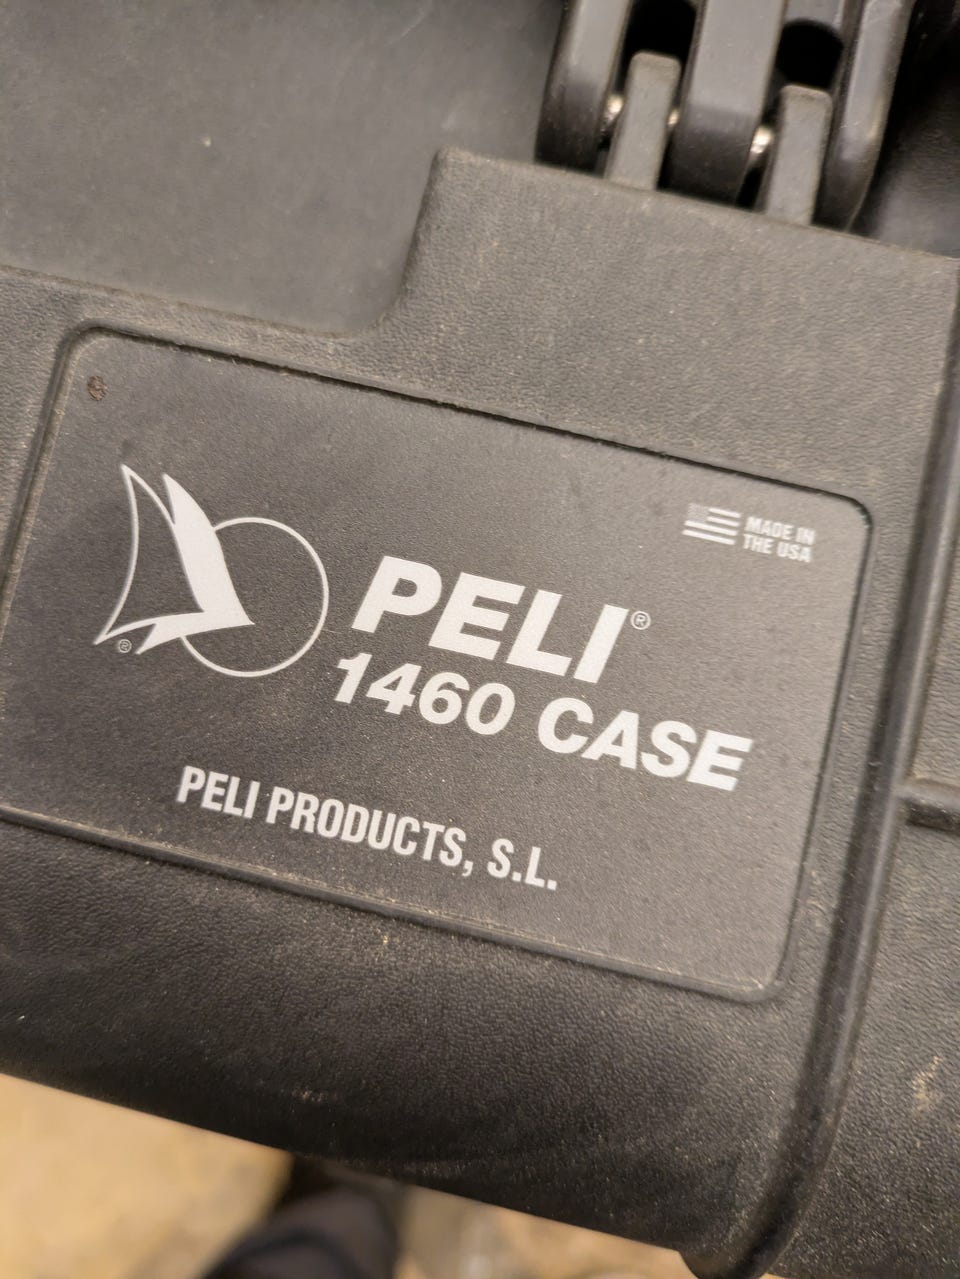 MADE IN
THE USA
PELI®
1460 CASE
®
PELI PRODUCTS, S.L.